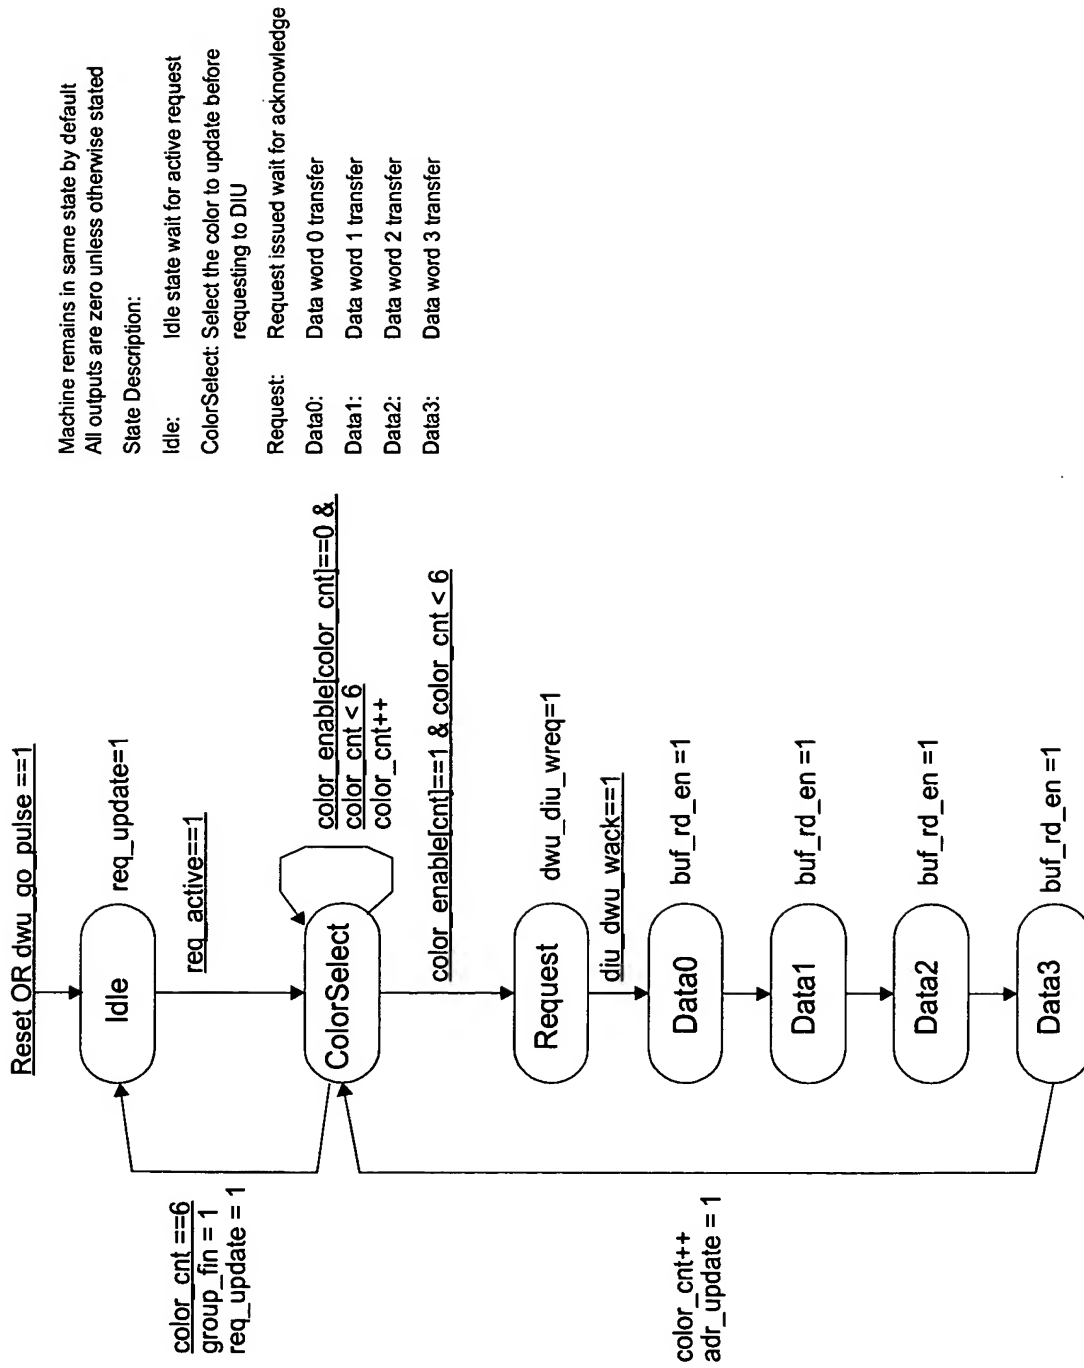 Machine remains in same state by default
All outputs are zero unless otherwise stated
State Description:
Idle: Idle state wait for active request
ColorSelect: Select the color to update before
requesting to DIU
Request: Request issued wait for acknowledge
Data0: Data word 0 transfer
Data1: Data word 1 transfer
Data2: Data word 2 transfer
Data3: Data word 3 transfer
Reset OR dwu_go_pulse ==1
Idle
req_update=1
req_active==1
color_cnt ==6
group_fin = 1
req_update = 1
ColorSelect
color_enable[color_cnt]==0 &
color_cnt < 6
color_cnt++
color_enable[cnt]==1 & color_cnt < 6
Request
dwu_diu_wreq=1
diu_dwu_wack==1
Data0
buf_rd_en =1
Data1
buf_rd_en =1
Data2
buf_rd_en =1
Data3
buf_rd_en =1
color_cnt++
adr_update = 1